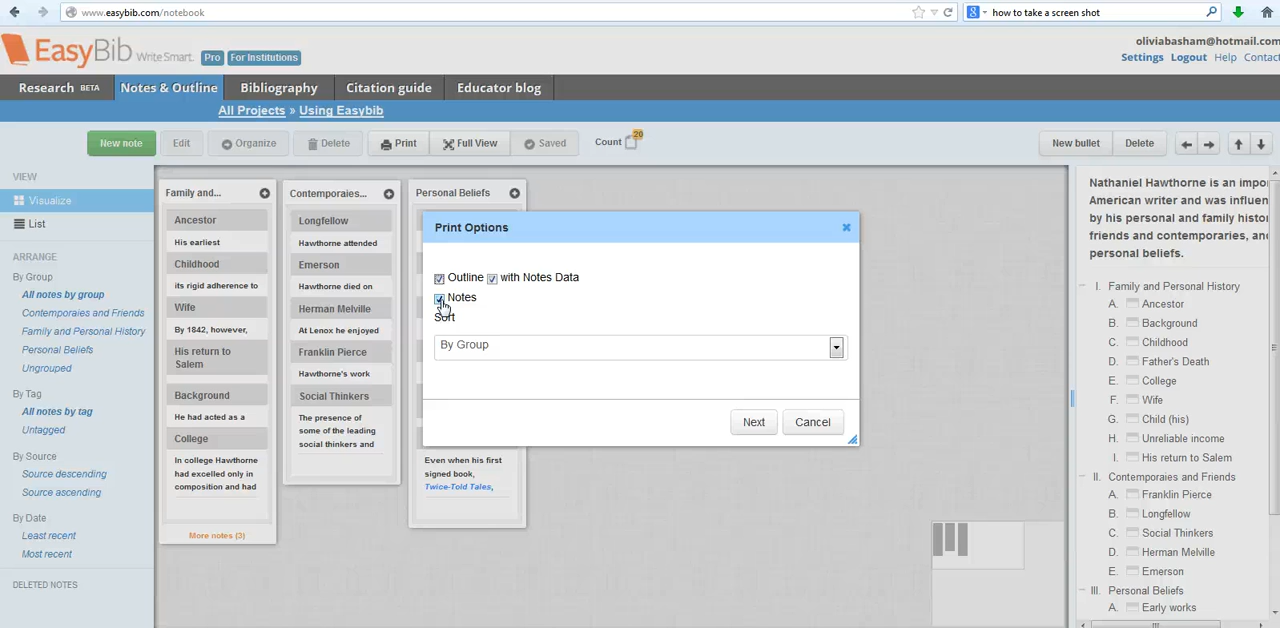 www.easybib.com/notebook
how to take a screen shot
EasyBib WriteSmart. Pro For Institutions
oliviabasham@hotmail.com
Settings Logout Help Contact
Research BETA Notes & Outline Bibliography Citation guide Educator blog
All Projects » Using Easybib
New note Edit Organize Delete Print Full View Saved Count 20 New bullet Delete
VIEW
Visualize
List
ARRANGE
By Group
All notes by group
Contemporaies and Friends
Family and Personal History
Personal Beliefs
Ungrouped
By Tag
All notes by tag
Untagged
By Source
Source descending
Source ascending
By Date
Least recent
Most recent
DELETED NOTES
Family and...
Ancestor
His earliest
Childhood
its rigid adherence to
Wife
By 1842, however,
His return to
Salem
Background
He had acted as a
College
In college Hawthorne
had excelled only in
composition and had
More notes (3)
Contemporaies...
Longfellow
Hawthorne attended
Emerson
Hawthorne died on
Herman Melville
At Lenox he enjoyed
Franklin Pierce
Hawthorne's work
Social Thinkers
The presence of
some of the leading
social thinkers and
Personal Beliefs
Even when his first
signed book,
Twice-Told Tales,
Print Options
Outline with Notes Data
Notes
Sort
By Group
Next Cancel
Nathaniel Hawthorne is an impo
American writer and was influen
by his personal and family histor
friends and contemporaries, and
personal beliefs.
I. Family and Personal History
A. Ancestor
B. Background
C. Childhood
D. Father's Death
E. College
F. Wife
G. Child (his)
H. Unreliable income
I. His return to Salem
II. Contemporaies and Friends
A. Franklin Pierce
B. Longfellow
C. Social Thinkers
D. Herman Melville
E. Emerson
III. Personal Beliefs
A. Early works